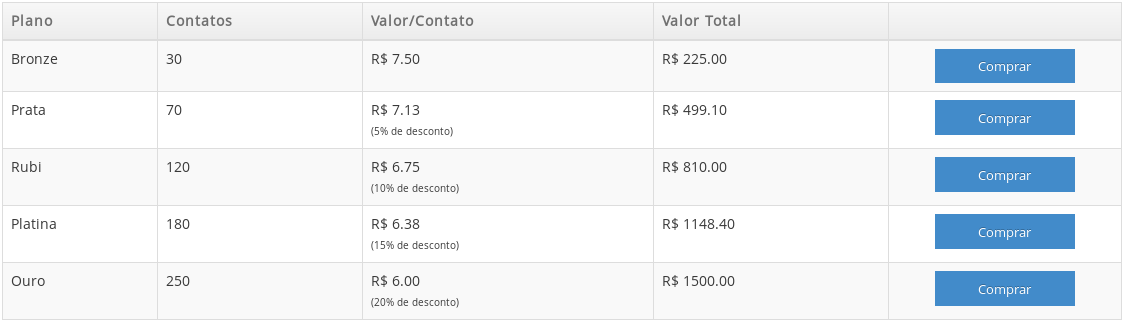 Plano Contatos Valor/Contato Valor Total
Bronze 30 R$ 7.50 R$ 225.00 Comprar
Prata 70 R$ 7.13 R$ 499.10 Comprar
(5% de desconto)
Rubi 120 R$ 6.75 R$ 810.00 Comprar
(10% de desconto)
Platina 180 R$ 6.38 R$ 1148.40 Comprar
(15% de desconto)
Ouro 250 R$ 6.00 R$ 1500.00 Comprar
(20% de desconto)